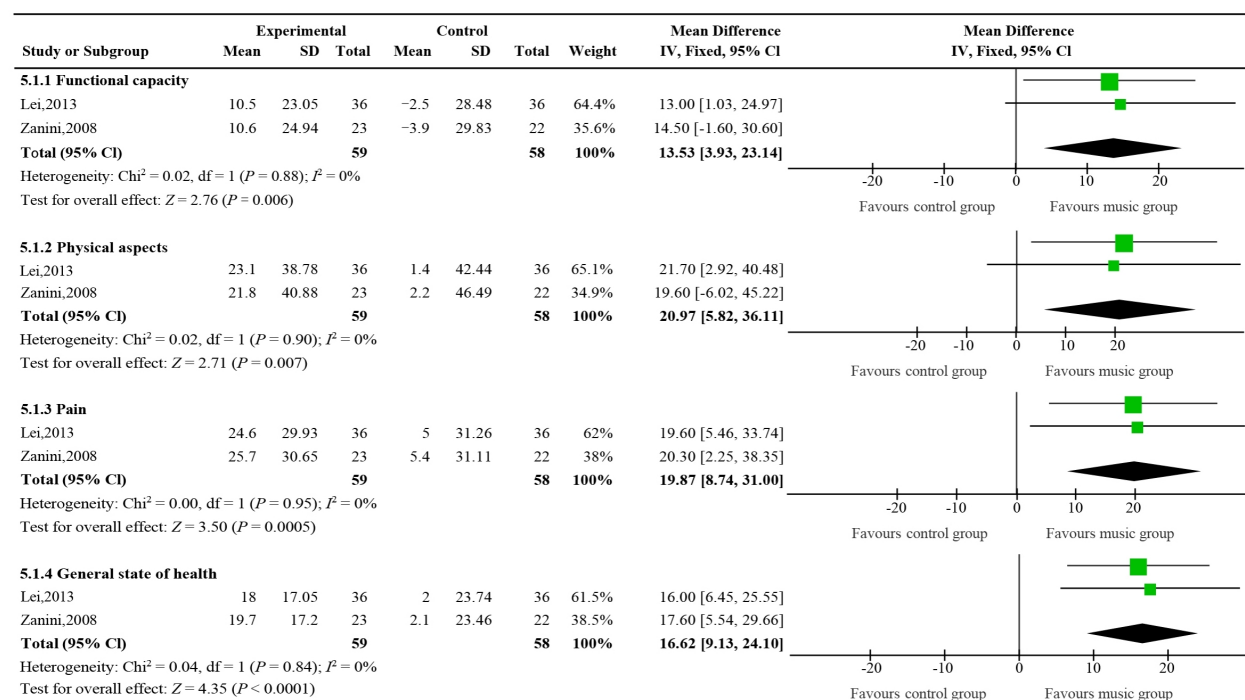 Experimental Control Mean Difference Mean Difference
Study or Subgroup Mean SD Total Mean SD Total Weight IV, Fixed, 95% Cl IV, Fixed, 95% Cl
5.1.1 Functional capacity
Lei,2013 10.5 23.05 36 −2.5 28.48 36 64.4% 13.00 [1.03, 24.97]
Zanini,2008 10.6 24.94 23 −3.9 29.83 22 35.6% 14.50 [-1.60, 30.60]
Total (95% Cl) 59 58 100% 13.53 [3.93, 23.14]
Heterogeneity: Chi² = 0.02, df = 1 (P = 0.88); I² = 0%
-20 -10 0 10 20
Test for overall effect: Z = 2.76 (P = 0.006)
Favours control group Favours music group
5.1.2 Physical aspects
Lei,2013 23.1 38.78 36 1.4 42.44 36 65.1% 21.70 [2.92, 40.48]
Zanini,2008 21.8 40.88 23 2.2 46.49 22 34.9% 19.60 [-6.02, 45.22]
Total (95% Cl) 59 58 100% 20.97 [5.82, 36.11]
Heterogeneity: Chi² = 0.02, df = 1 (P = 0.90); I² = 0%
-20 -10 0 10 20
Test for overall effect: Z = 2.71 (P = 0.007)
Favours control group Favours music group
5.1.3 Pain
Lei,2013 24.6 29.93 36 5 31.26 36 62% 19.60 [5.46, 33.74]
Zanini,2008 25.7 30.65 23 5.4 31.11 22 38% 20.30 [2.25, 38.35]
Total (95% Cl) 59 58 100% 19.87 [8.74, 31.00]
Heterogeneity: Chi² = 0.00, df = 1 (P = 0.95); I² = 0%
-20 -10 0 10 20
Test for overall effect: Z = 3.50 (P = 0.0005)
Favours control group Favours music group
5.1.4 General state of health
Lei,2013 18 17.05 36 2 23.74 36 61.5% 16.00 [6.45, 25.55]
Zanini,2008 19.7 17.2 23 2.1 23.46 22 38.5% 17.60 [5.54, 29.66]
Total (95% Cl) 59 58 100% 16.62 [9.13, 24.10]
Heterogeneity: Chi² = 0.04, df = 1 (P = 0.84); I² = 0%
-20 -10 0 10 20
Test for overall effect: Z = 4.35 (P < 0.0001)
Favours control group Favours music group